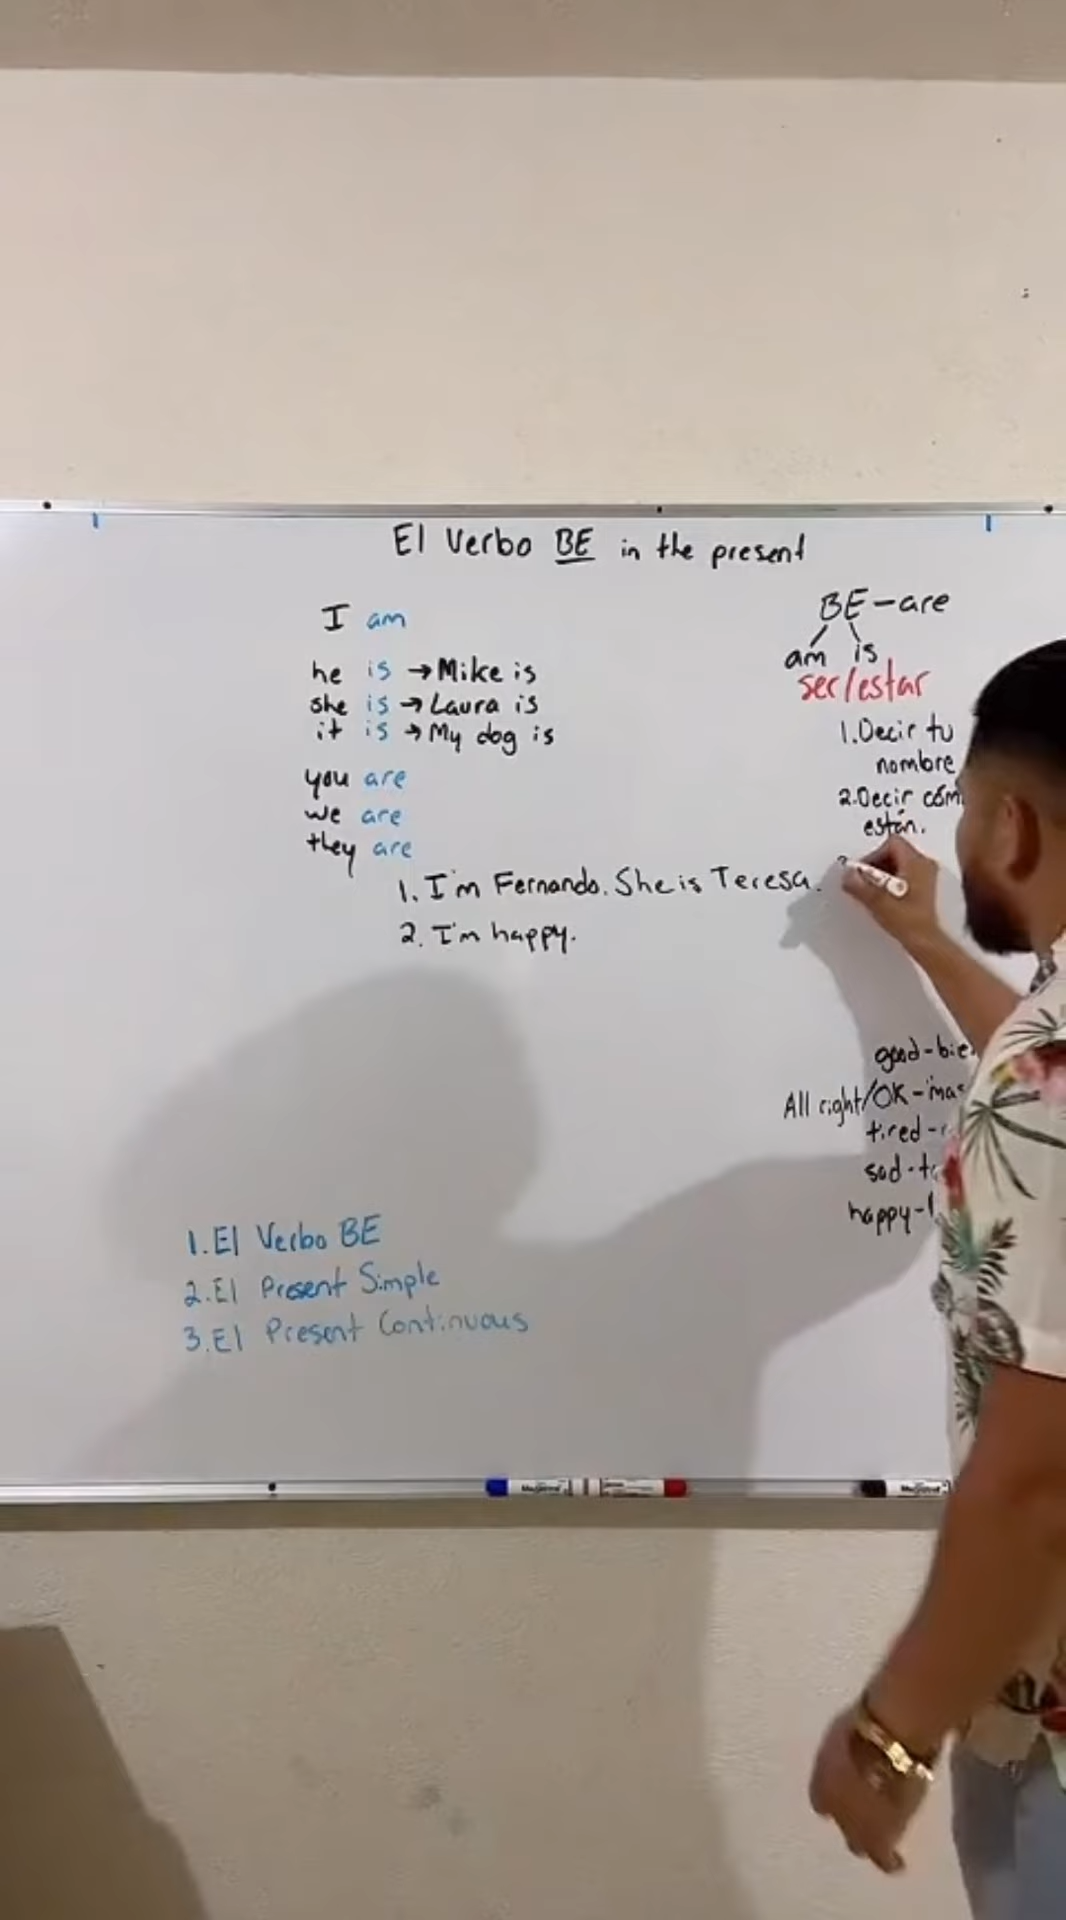 El Verbo BE in the present
I am
he is → Mike is
she is → Laura is
it is → My dog is
you are
we are
they are
1. I'm Fernando. She is Teresa.
2. I'm happy.
BE - are
am is
ser/estar
1. Decir tu
nombre
2. Decir
están.
good -
All right/OK -
tired -
sad -
happy -
1. El Verbo BE
2. El Present Simple
3. El Present Continuous